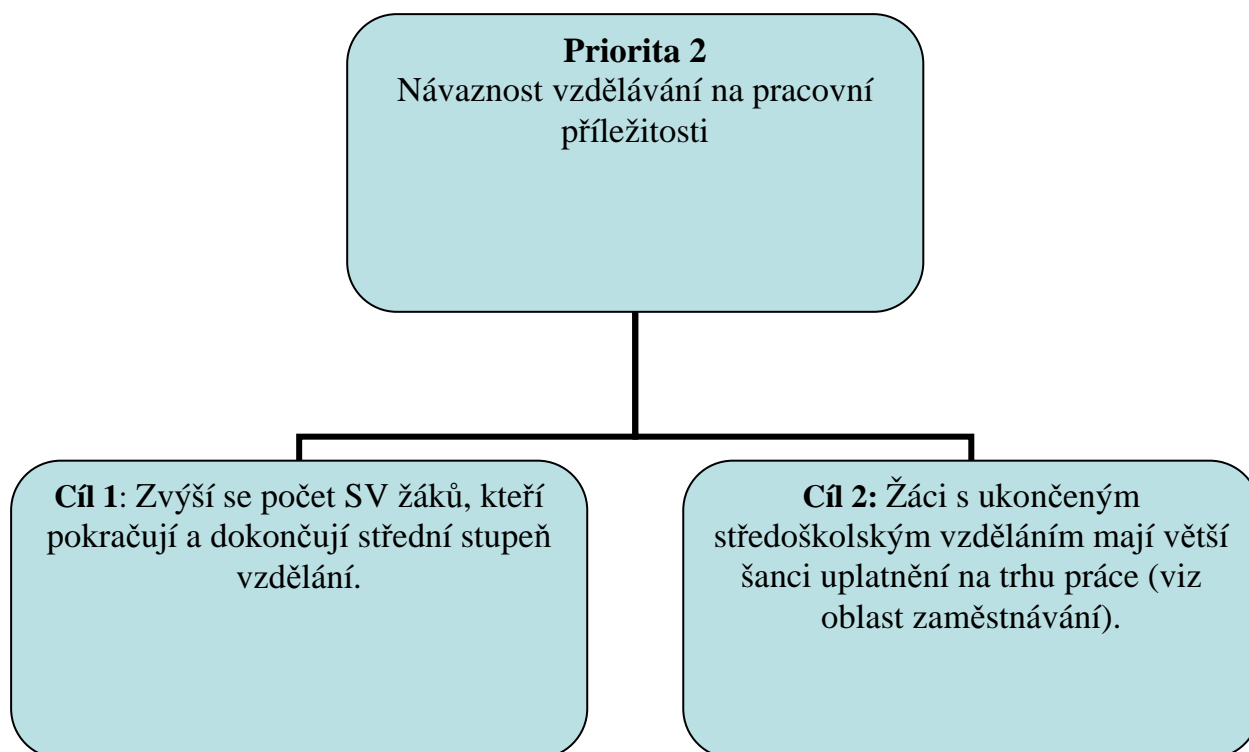 Priorita 2
Návaznost vzdělávání na pracovní
příležitosti
Cíl 1: Zvýší se počet SV žáků, kteří
pokračují a dokončují střední stupeň
vzdělání.
Cíl 2: Žáci s ukončeným
středoškolským vzděláním mají větší
šanci uplatnění na trhu práce (viz
oblast zaměstnávání).